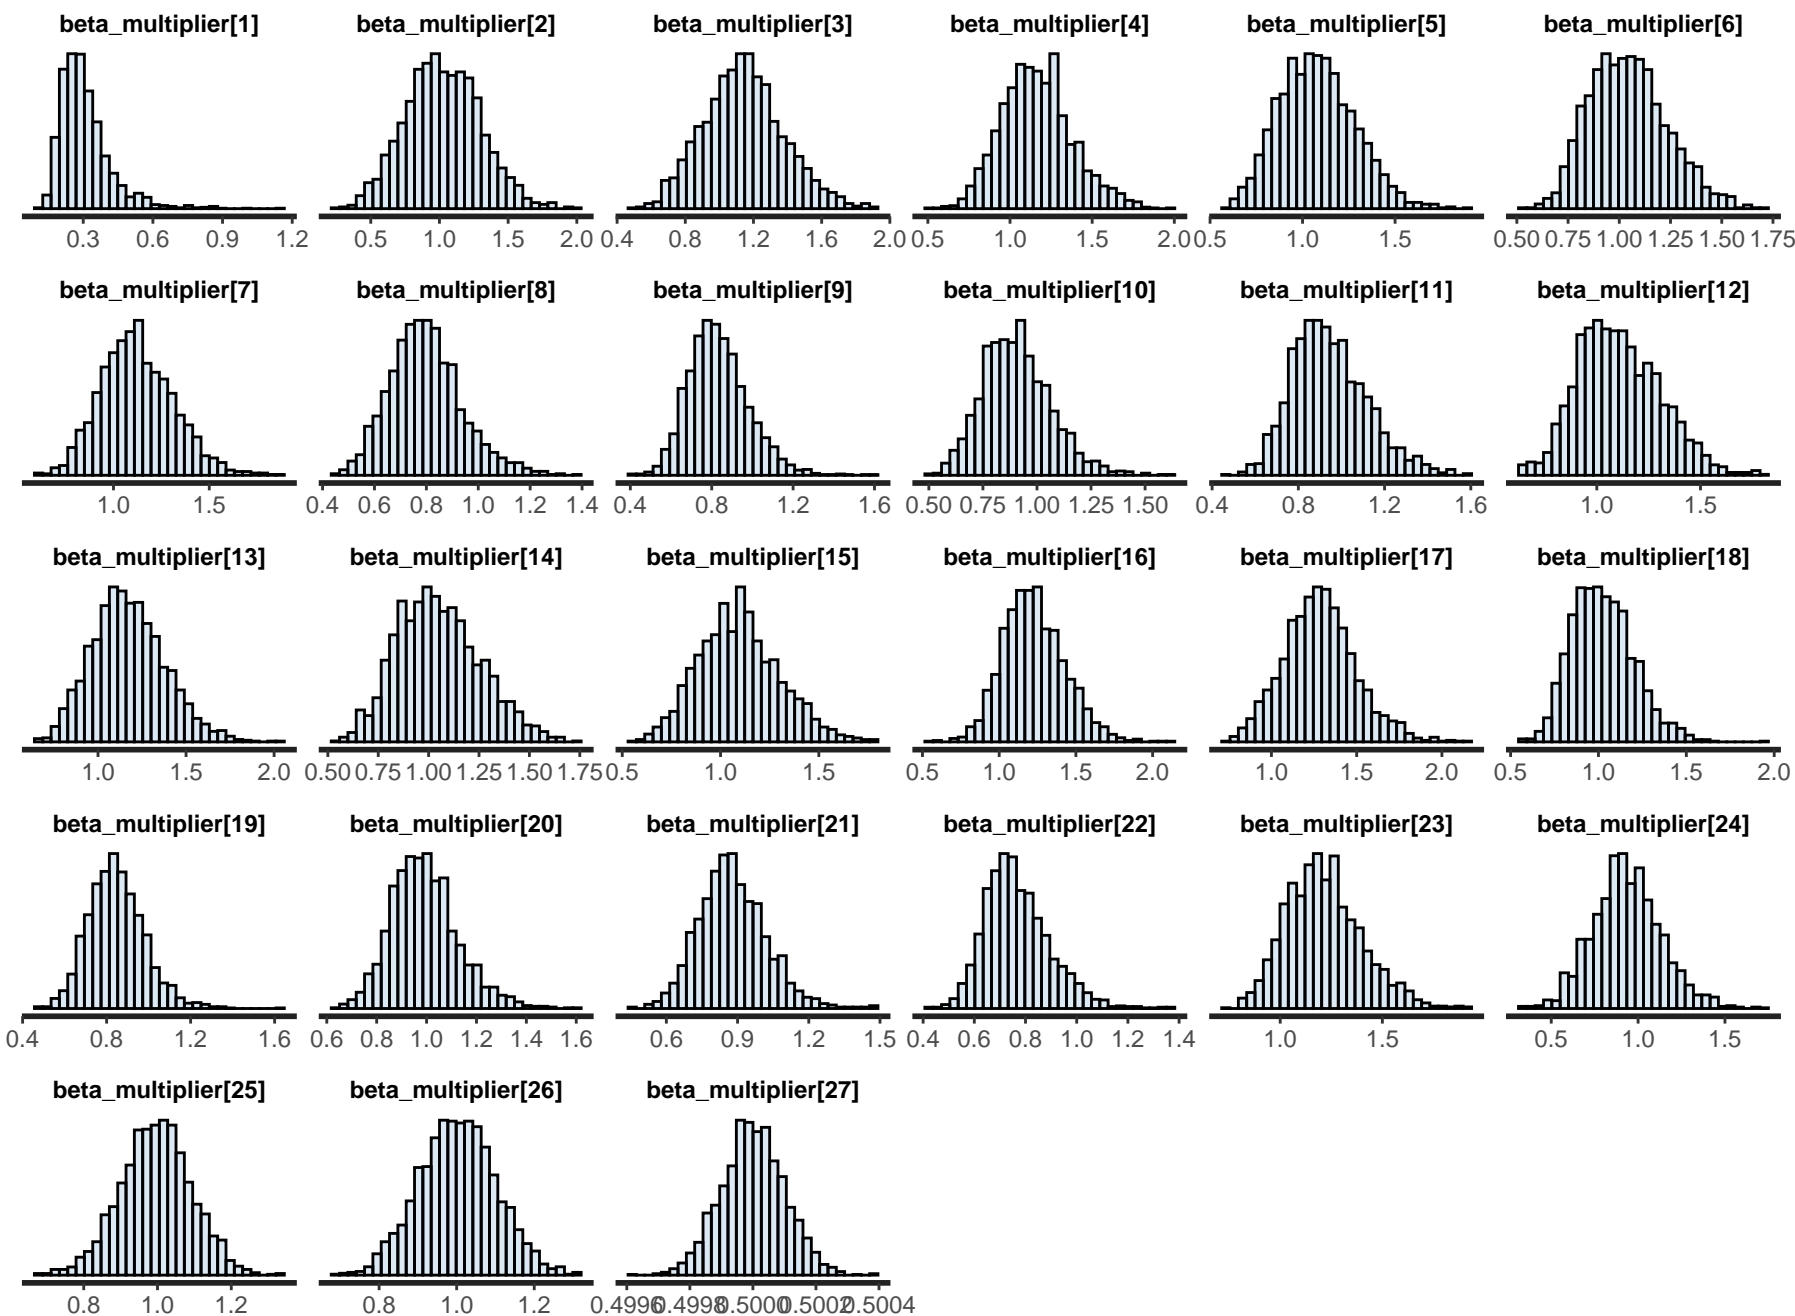 beta_multiplier[1] beta_multiplier[2] beta_multiplier[3] beta_multiplier[4] beta_multiplier[5] beta_multiplier[6]
0.3 0.6 0.9 1.2 0.5 1.0 1.5 2.0 0.4 0.8 1.2 1.6 2.0 0.5 1.0 1.5 2.0 0.5 1.0 1.5 0.50 0.75 1.00 1.25 1.50 1.75
beta_multiplier[7] beta_multiplier[8] beta_multiplier[9] beta_multiplier[10] beta_multiplier[11] beta_multiplier[12]
1.0 1.5 0.4 0.6 0.8 1.0 1.2 1.4 0.4 0.8 1.2 1.6 0.50 0.75 1.00 1.25 1.50 0.4 0.8 1.2 1.6 1.0 1.5
beta_multiplier[13] beta_multiplier[14] beta_multiplier[15] beta_multiplier[16] beta_multiplier[17] beta_multiplier[18]
1.0 1.5 2.0 0.50 0.75 1.00 1.25 1.50 1.75 0.5 1.0 1.5 0.5 1.0 1.5 2.0 1.0 1.5 2.0 0.5 1.0 1.5 2.0
beta_multiplier[19] beta_multiplier[20] beta_multiplier[21] beta_multiplier[22] beta_multiplier[23] beta_multiplier[24]
0.4 0.8 1.2 1.6 0.6 0.8 1.0 1.2 1.4 1.6 0.6 0.9 1.2 1.5 0.4 0.6 0.8 1.0 1.2 1.4 1.0 1.5 0.5 1.0 1.5
beta_multiplier[25] beta_multiplier[26] beta_multiplier[27]
0.8 1.0 1.2 0.8 1.0 1.2 0.4996 0.4998 0.5000 0.5002 0.5004